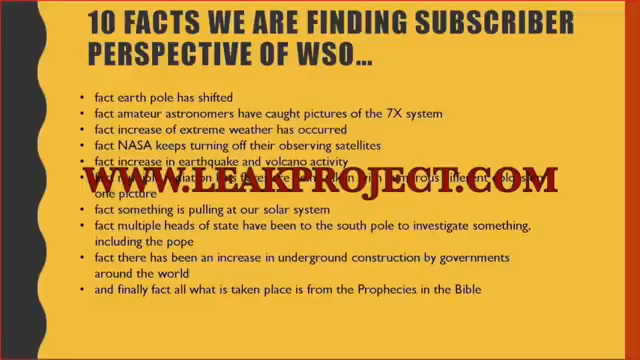 10 FACTS WE ARE FINDING SUBSCRIBER
PERSPECTIVE OF WSO…
• fact earth pole has shifted
• fact amateur astronomers have caught pictures of the 7X system
• fact increase of extreme weather has occurred
• fact NASA keeps turning off their observing satellites
• fact increase in earthquake and volcano activity
WWW.LEAKPROJECT.COM
one picture
• fact something is pulling at our solar system
• fact multiple heads of state have been to the south pole to investigate something,
including the pope
• fact there has been an increase in underground construction by governments
around the world
• and finally fact all what is taken place is from the Prophecies in the Bible